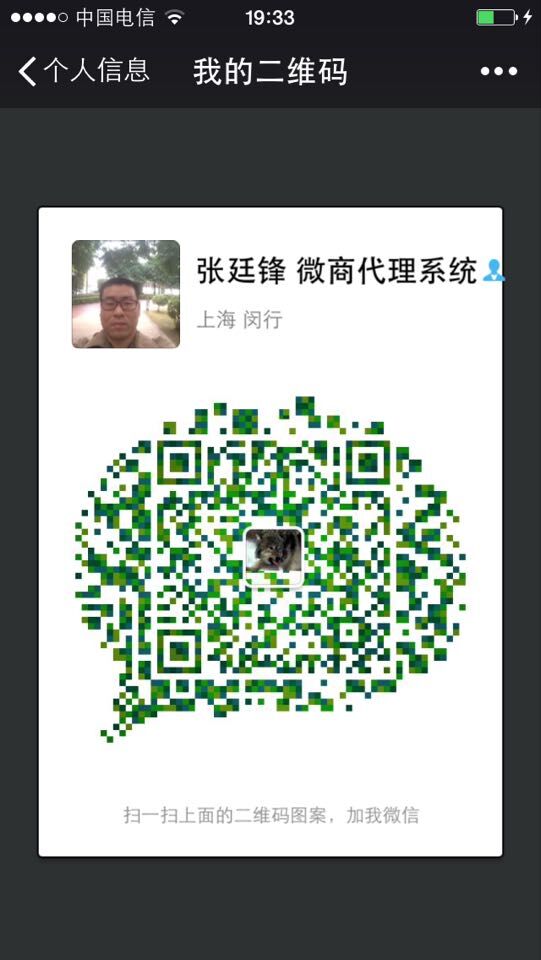 中国电信 19:33
个人信息 我的二维码
张廷锋 微商代理系统
上海 闵行
扫一扫上面的二维码图案，加我微信